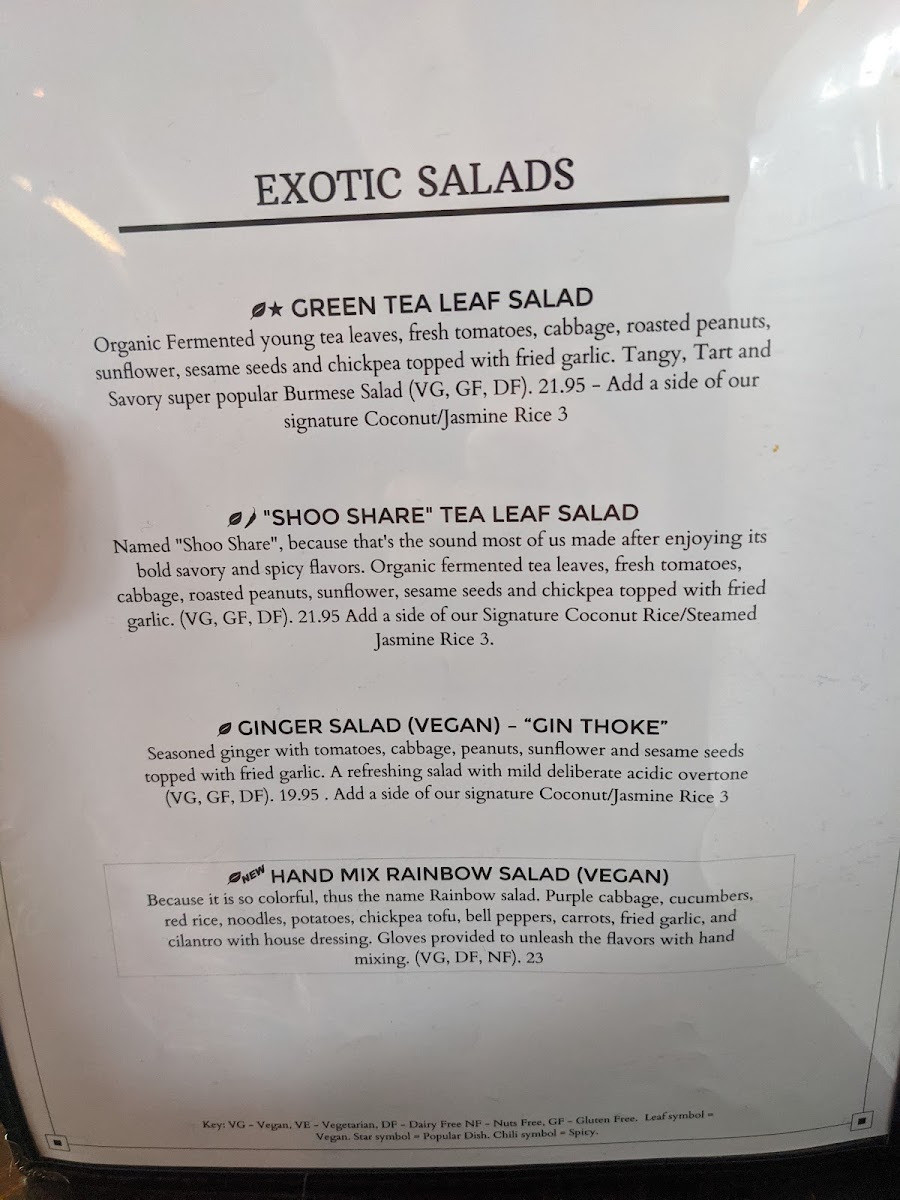 EXOTIC SALADS
GREEN TEA LEAF SALAD
Organic Fermented young tea leaves, fresh tomatoes, cabbage, roasted peanuts,
sunflower, sesame seeds and chickpea topped with fried garlic. Tangy, Tart and
Savory super popular Burmese Salad (VG, GF, DF). 21.95 – Add a side of our
signature Coconut/Jasmine Rice 3
"SHOO SHARE" TEA LEAF SALAD
Named "Shoo Share", because that's the sound most of us made after enjoying its
bold savory and spicy flavors. Organic fermented tea leaves, fresh tomatoes,
cabbage, roasted peanuts, sunflower, sesame seeds and chickpea topped with fried
garlic. (VG, GF, DF). 21.95 Add a side of our Signature Coconut Rice/Steamed
Jasmine Rice 3.
GINGER SALAD (VEGAN) – “GIN THOKE”
Seasoned ginger with tomatoes, cabbage, peanuts, sunflower and sesame seeds
topped with fried garlic. A refreshing salad with mild deliberate acidic overtone
(VG, GF, DF). 19.95 . Add a side of our signature Coconut/Jasmine Rice 3
NEW HAND MIX RAINBOW SALAD (VEGAN)
Because it is so colorful, thus the name Rainbow salad. Purple cabbage, cucumbers,
red rice, noodles, potatoes, chickpea tofu, bell peppers, carrots, fried garlic, and
cilantro with house dressing. Gloves provided to unleash the flavors with hand
mixing. (VG, DF, NF). 23
Key: VG – Vegan, VE – Vegetarian, DF – Dairy Free NF – Nuts Free, GF – Gluten Free. Leaf symbol =
Vegan. Star symbol = Popular Dish. Chili symbol = Spicy.